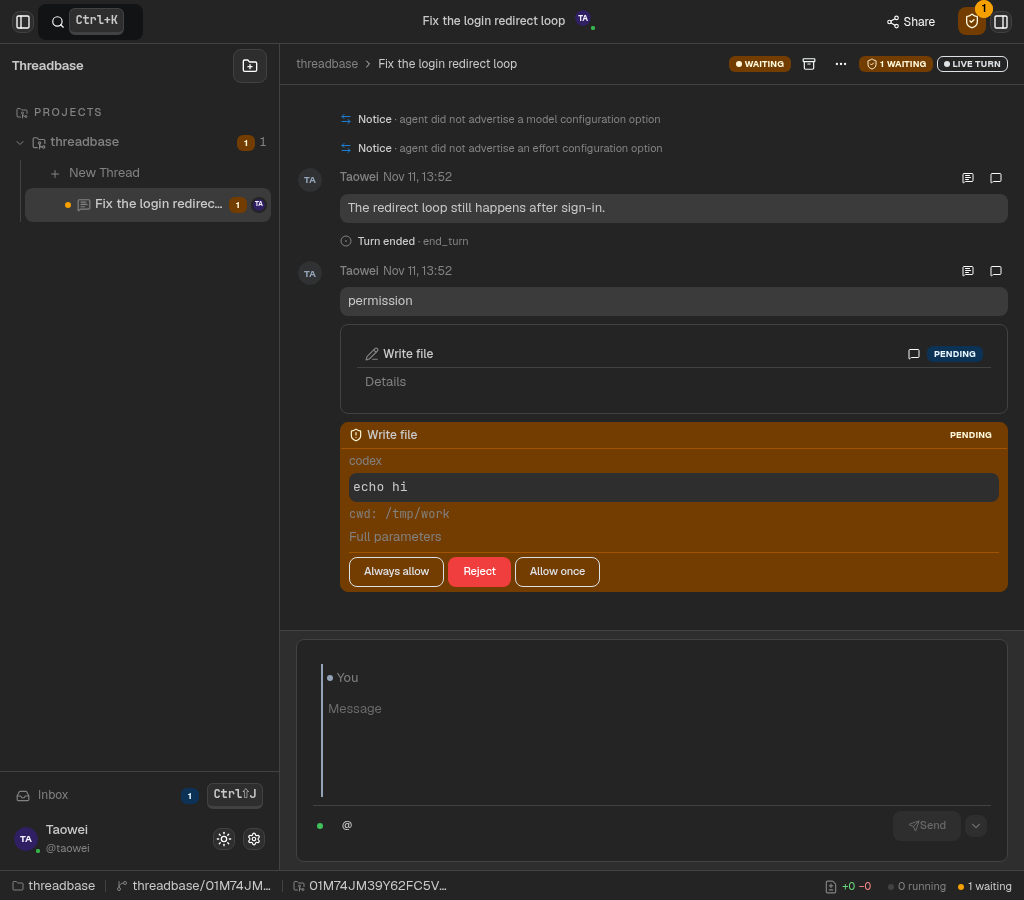 Ctrl+K
Fix the login redirect loop
TA
Share
1
Threadbase
threadbase > Fix the login redirect loop
WAITING
1 WAITING
LIVE TURN
PROJECTS
threadbase
1
1
New Thread
Fix the login redirec...
1
TA
Notice · agent did not advertise a model configuration option
Notice · agent did not advertise an effort configuration option
TA
Taowei Nov 11, 13:52
The redirect loop still happens after sign-in.
Turn ended · end_turn
TA
Taowei Nov 11, 13:52
permission
Write file
PENDING
Details
Write file
PENDING
codex
echo hi
cwd: /tmp/work
Full parameters
Always allow
Reject
Allow once
You
Message
@
Send
Inbox
1
Ctrl⇧J
TA
Taowei
@taowei
threadbase
threadbase/01M74JM...
01M74JM39Y62FC5V...
+0 −0
0 running
1 waiting